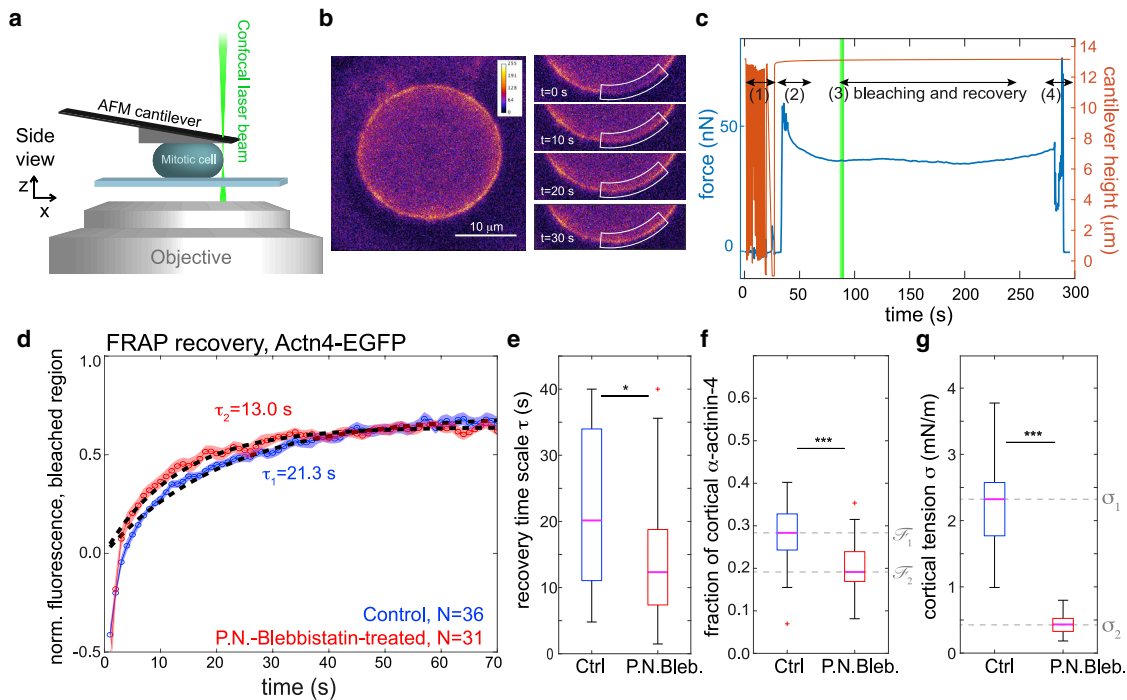 a
Confocal laser beam
AFM cantilever
Side
view
z
x
Mitotic cell
Objective
b
255
191
128
64
0
10 μm
t=0 s
t=10 s
t=20 s
t=30 s
c
force (nN)
50
0
(1)
(2)
(3) bleaching and recovery
(4)
14
12
10
8
6
4
2
0
cantilever height (μm)
0 50 100 150 200 250 300
time (s)
d
FRAP recovery, Actn4-EGFP
norm. fluorescence, bleached region
1.0
0.5
0.0
-0.5
τ2=13.0 s
τ1=21.3 s
Control, N=36
P.N.-Blebbistatin-treated, N=31
0 10 20 30 40 50 60 70
time (s)
e
recovery time scale τ (s)
40
30
20
10
0
*
Ctrl P.N.Bleb.
f
fraction of cortical α-actinin-4
0.6
0.5
0.4
0.3
0.2
0.1
0.0
***
ℱ1
ℱ2
Ctrl P.N.Bleb.
g
cortical tension σ (mN/m)
4
3
2
1
0
***
σ1
σ2
Ctrl P.N.Bleb.